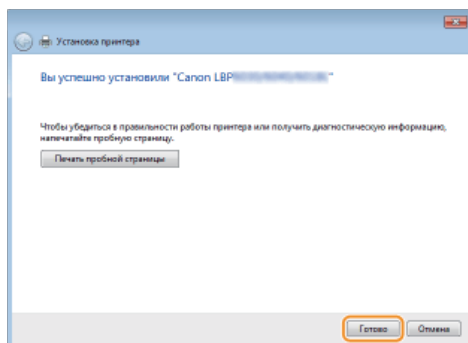 Установка принтера
Вы успешно установили "Canon LBP "
Чтобы убедиться в правильности работы принтера или получить диагностическую информацию,
напечатайте пробную страницу.
Печать пробной страницы
Готово Отмена